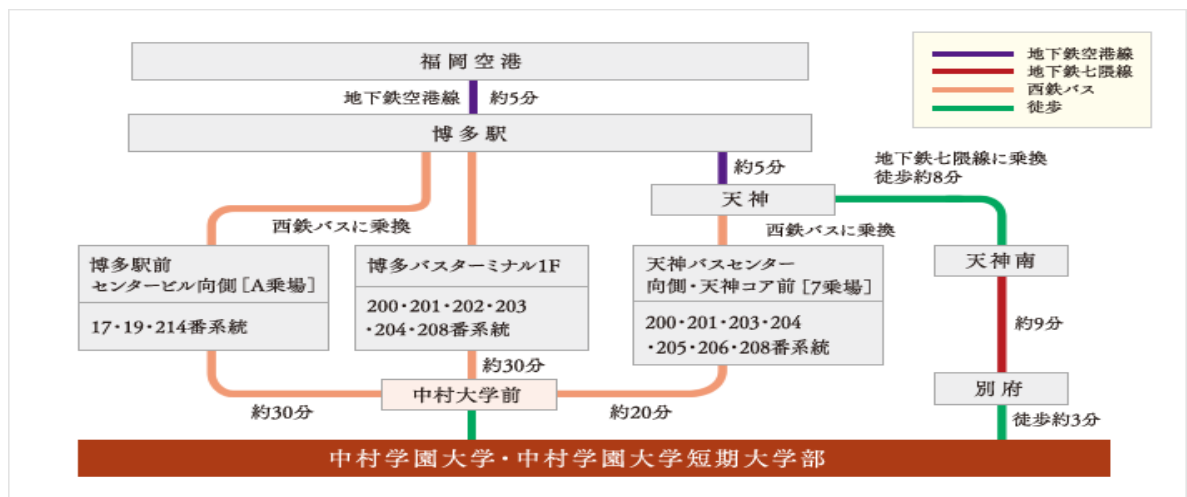 福岡空港
地下鉄空港線
地下鉄七隈線
西鉄バス
徒歩
地下鉄空港線 約5分
博多駅
約5分
地下鉄七隈線に乗換
徒歩約8分
天神
西鉄バスに乗換
西鉄バスに乗換
博多駅前
センタービル向側[A乗場]
17・19・214番系統
博多バスターミナル1F
200・201・202・203
・204・208番系統
天神バスセンター
向側・天神コア前[7乗場]
200・201・203・204
・205・206・208番系統
天神南
約9分
約30分
中村大学前
別府
約30分
約20分
徒歩約3分
中村学園大学・中村学園大学短期大学部